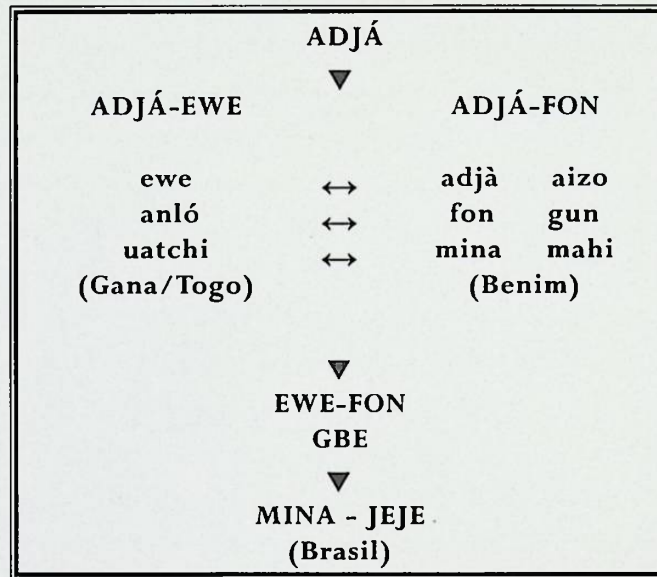 ADJÁ
▼
ADJÁ-EWE ADJÁ-FON
ewe ↔ adjà aizo
anló ↔ fon gun
uatchi ↔ mina mahi
(Gana/Togo) (Benim)
▼
EWE-FON
GBE
▼
MINA - JEJE
(Brasil)